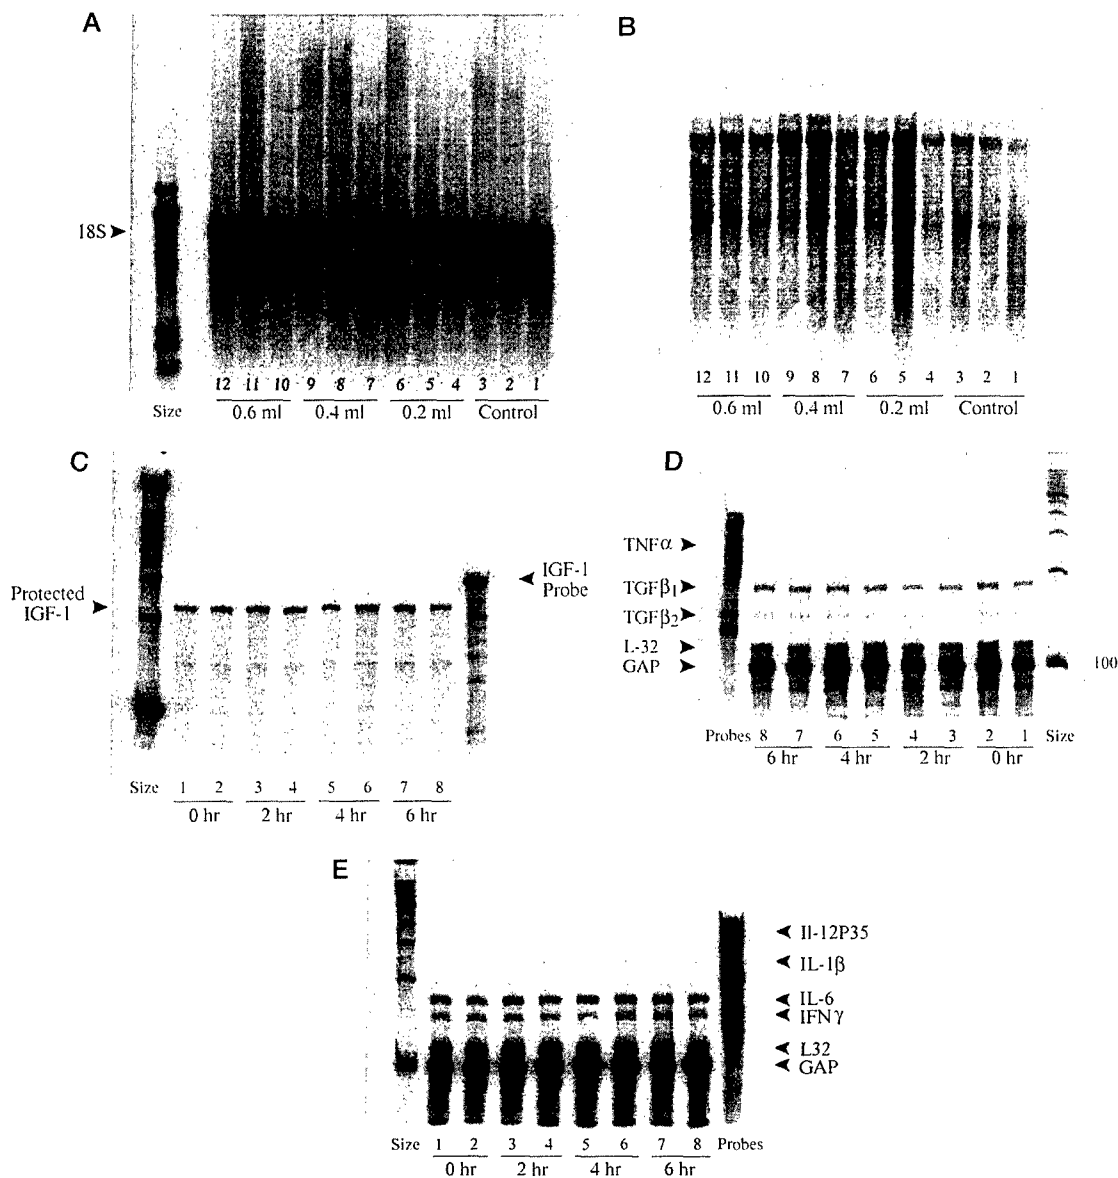 A
18S
12 11 10 9 8 7 6 5 4 3 2 1
Size 0.6 ml 0.4 ml 0.2 ml Control
B
12 11 10 9 8 7 6 5 4 3 2 1
0.6 ml 0.4 ml 0.2 ml Control
C
Protected
IGF-1
IGF-1
Probe
Size 1 2 3 4 5 6 7 8
0 hr 2 hr 4 hr 6 hr
D
TNFα
TGFβ1
TGFβ2
L-32
GAP
100
Probes 8 7 6 5 4 3 2 1 Size
6 hr 4 hr 2 hr 0 hr
E
Il-12P35
IL-1β
IL-6
IFNγ
L32
GAP
Size 1 2 3 4 5 6 7 8 Probes
0 hr 2 hr 4 hr 6 hr